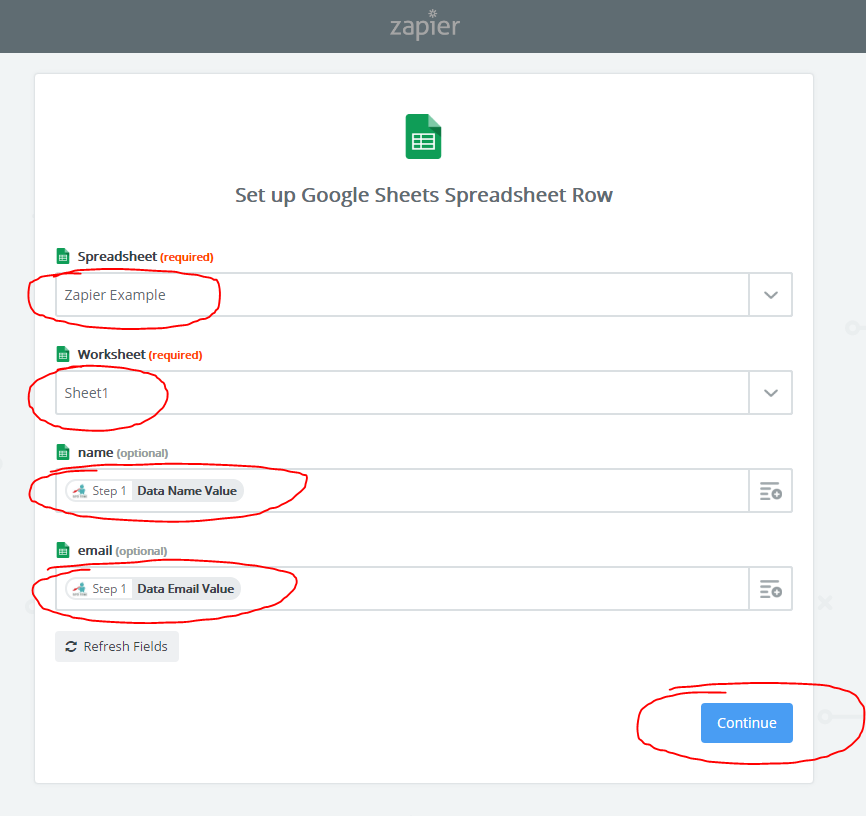 zapier
Set up Google Sheets Spreadsheet Row
Spreadsheet (required)
Zapier Example
Worksheet (required)
Sheet1
name (optional)
Step 1 Data Name Value
email (optional)
Step 1 Data Email Value
Refresh Fields
Continue